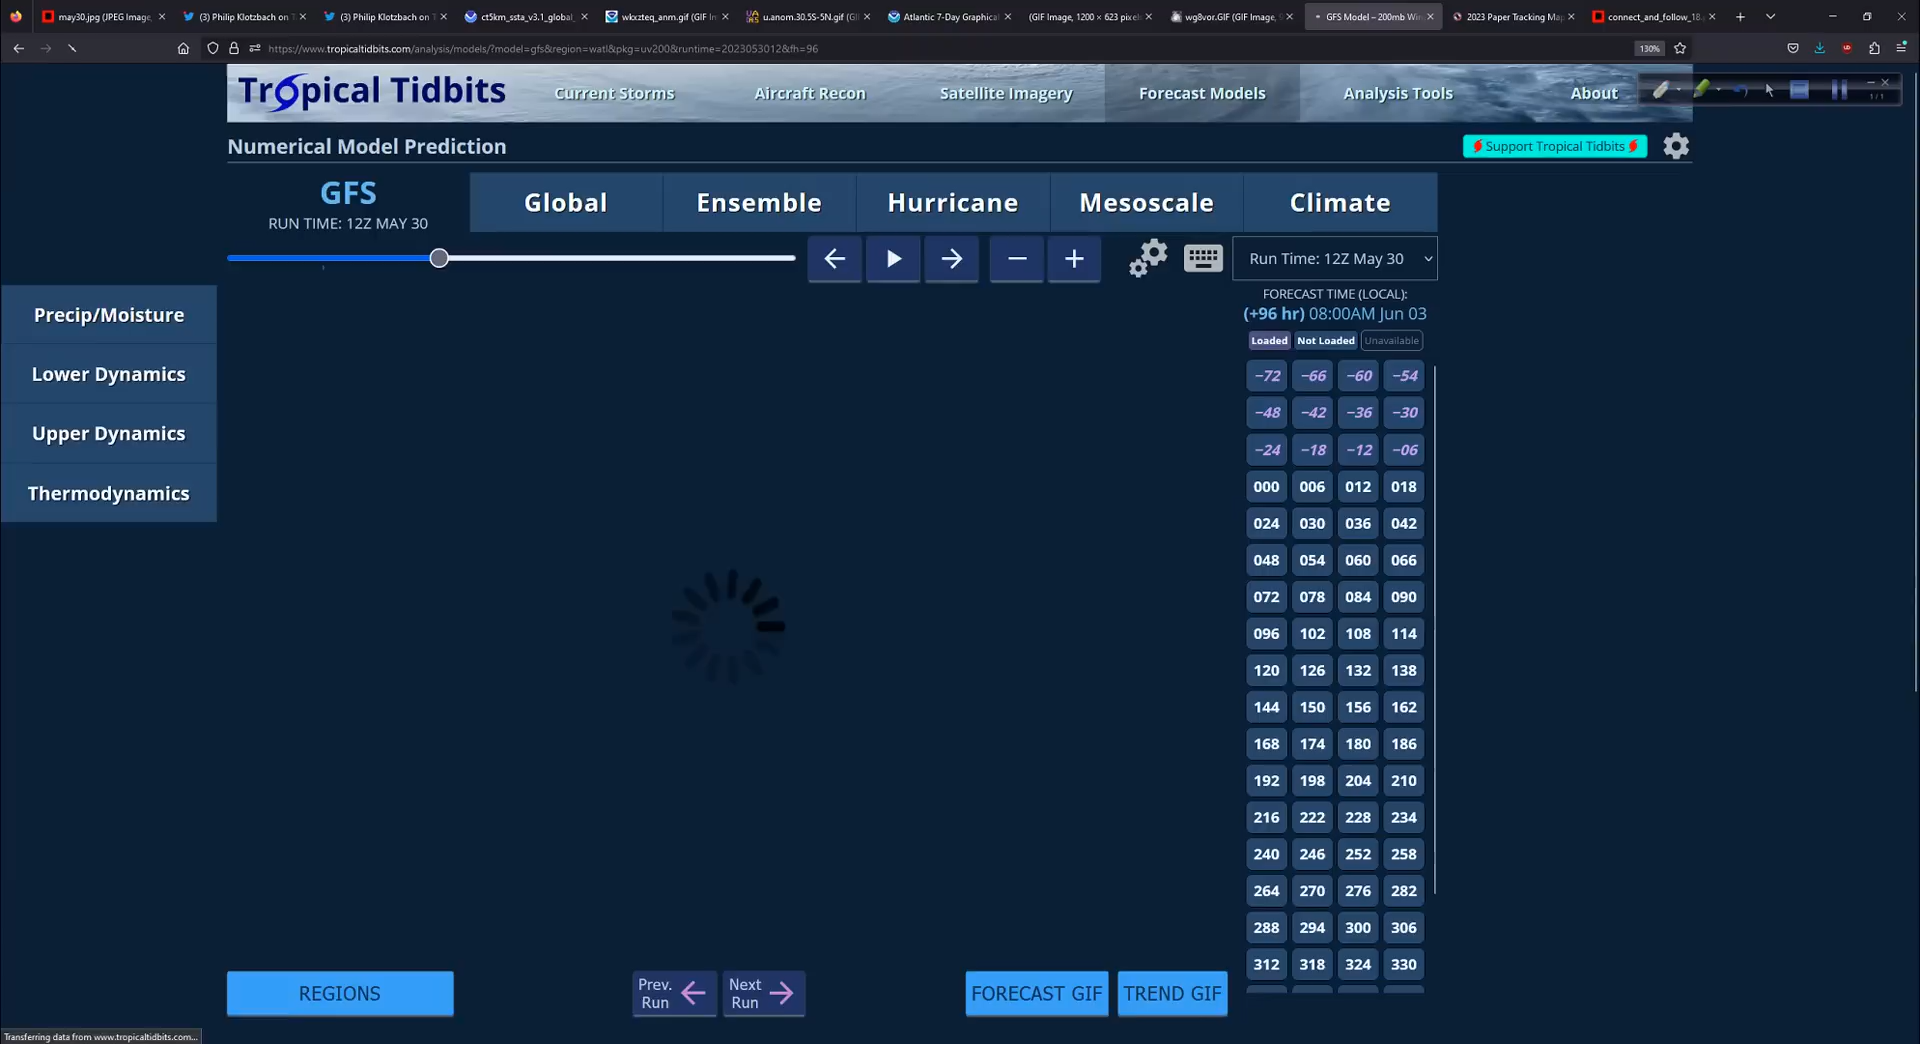 may30.jpg (JPEG Image,
(3) Philip Klotzbach on T
(3) Philip Klotzbach on T
ct5km_ssta_v3.1_global_
wkxzteq_anm.gif (GIF Im
u.anom.30.5S-5N.gif (GI
Atlantic 7-Day Graphical
(GIF Image, 1200 × 623 pixels
wg8vor.GIF (GIF Image, 9
GFS Model – 200mb Win
2023 Paper Tracking Map
connect_and_follow_18.
https://www.tropicaltidbits.com/analysis/models/?model=gfs&region=watl&pkg=uv200&runtime=2023053012&fh=96
130%
Tropical Tidbits
Current Storms
Aircraft Recon
Satellite Imagery
Forecast Models
Analysis Tools
About
1 / 1
Numerical Model Prediction
Support Tropical Tidbits
GFS
RUN TIME: 12Z MAY 30
Global
Ensemble
Hurricane
Mesoscale
Climate
Run Time: 12Z May 30
FORECAST TIME (LOCAL):
(+96 hr) 08:00AM Jun 03
Loaded Not Loaded Unavailable
Precip/Moisture
Lower Dynamics
Upper Dynamics
Thermodynamics
−72 −66 −60 −54
−48 −42 −36 −30
−24 −18 −12 −06
000 006 012 018
024 030 036 042
048 054 060 066
072 078 084 090
096 102 108 114
120 126 132 138
144 150 156 162
168 174 180 186
192 198 204 210
216 222 228 234
240 246 252 258
264 270 276 282
288 294 300 306
312 318 324 330
REGIONS
Prev. Run
Next Run
FORECAST GIF
TREND GIF
Transferring data from www.tropicaltidbits.com...